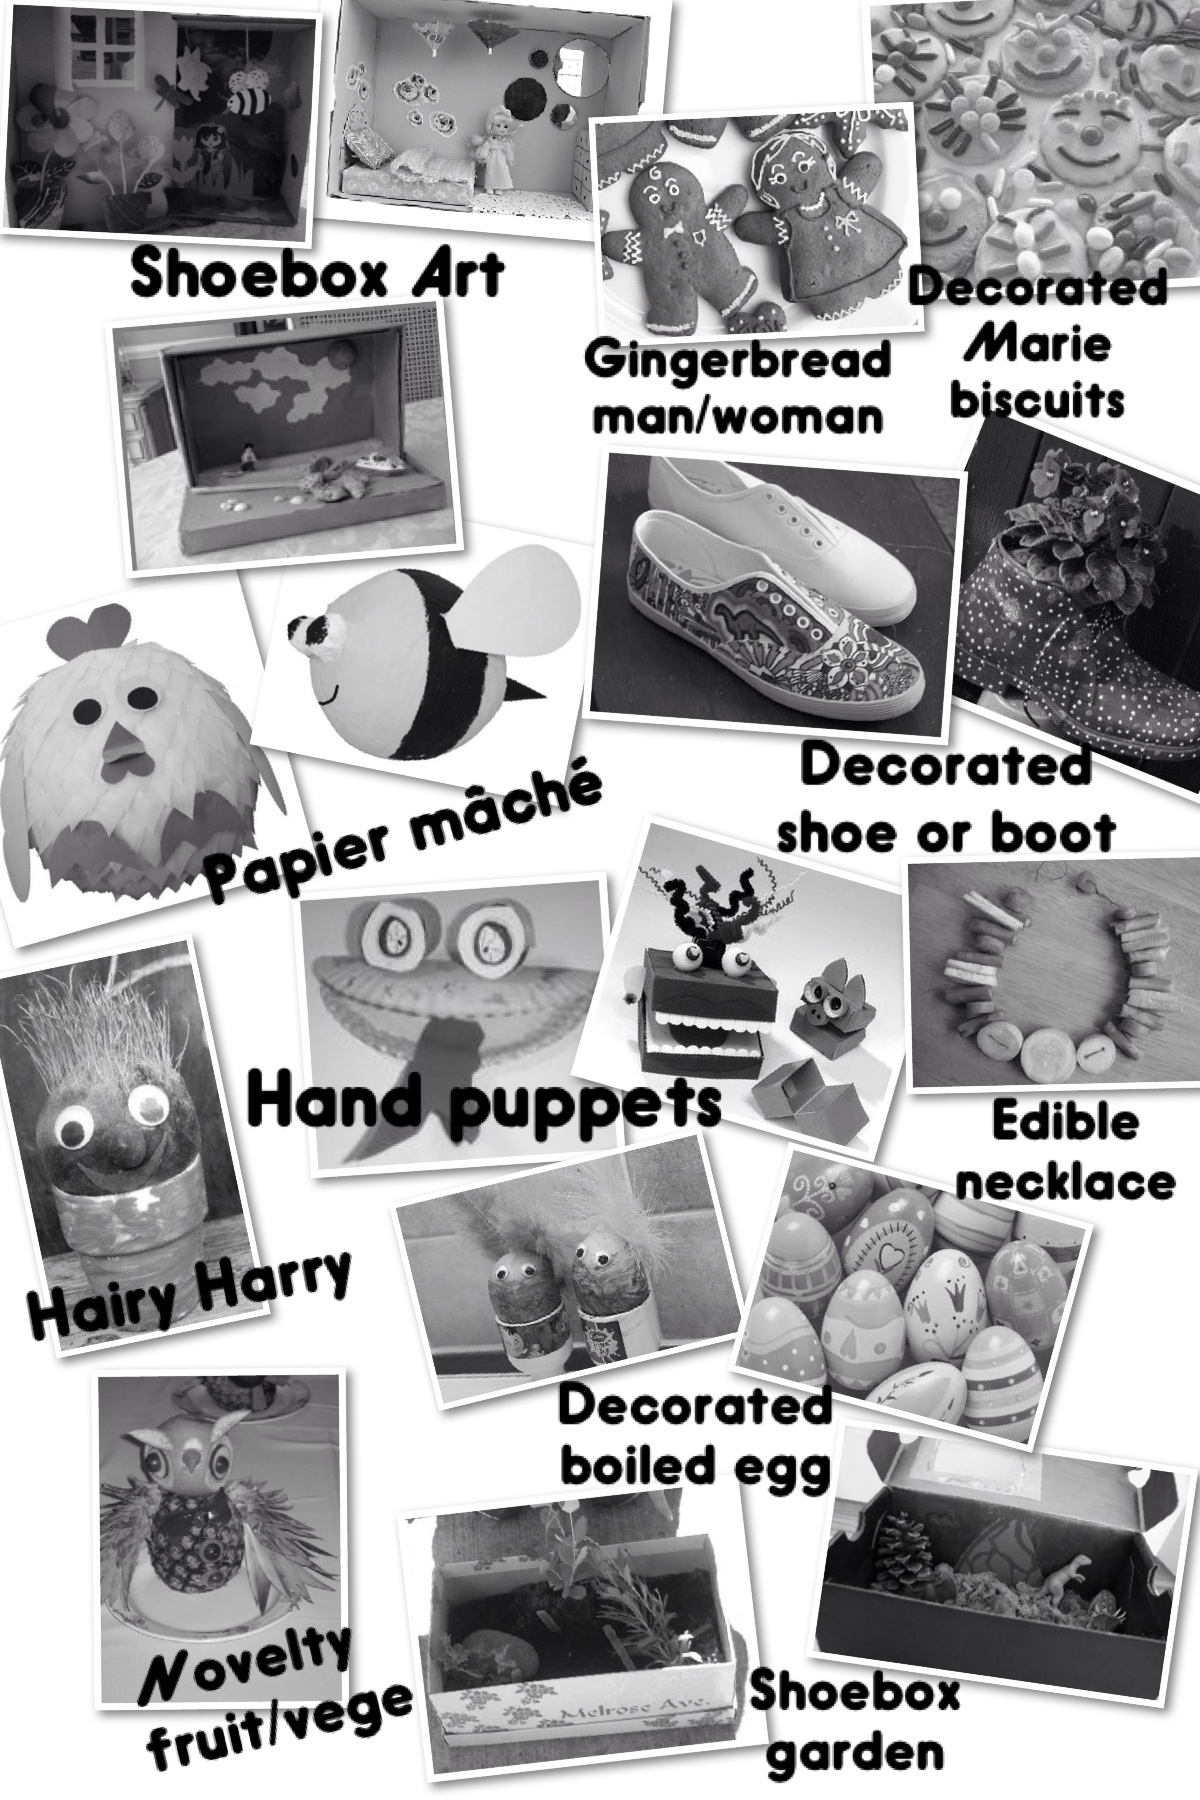 Shoebox Art
Gingerbread
man/woman
Decorated
Marie
biscuits
Papier mâché
Decorated
shoe or boot
Hand puppets
Edible
necklace
Hairy Harry
Decorated
boiled egg
Novelty
fruit/vege
Melrose Ave.
Shoebox
garden